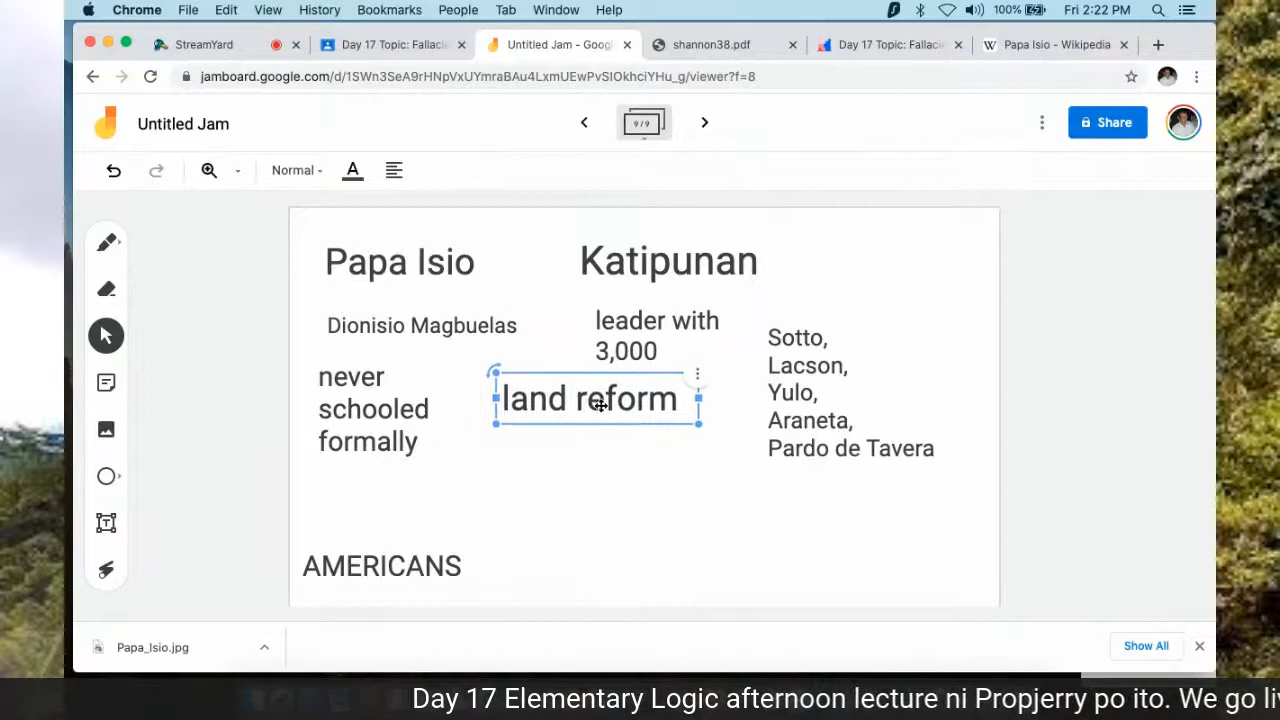 Chrome File Edit View History Bookmarks People Tab Window Help 100% Fri 2:22 PM
StreamYard Day 17 Topic: Fallacie Untitled Jam - Goog shannon38.pdf Day 17 Topic: Fallacie Papa Isio - Wikipedia
jamboard.google.com/d/1SWn3SeA9rHNpVxUYmraBAu4LxmUEwPvSIOkhciYHu_g/viewer?f=8
Untitled Jam 9/9 Share
Normal A
Papa Isio Katipunan
Dionisio Magbuelas
leader with
3,000
never
schooled
formally
land reform
Sotto,
Lacson,
Yulo,
Araneta,
Pardo de Tavera
AMERICANS
Papa_Isio.jpg Show All
Day 17 Elementary Logic afternoon lecture ni Propjerry po ito. We go li